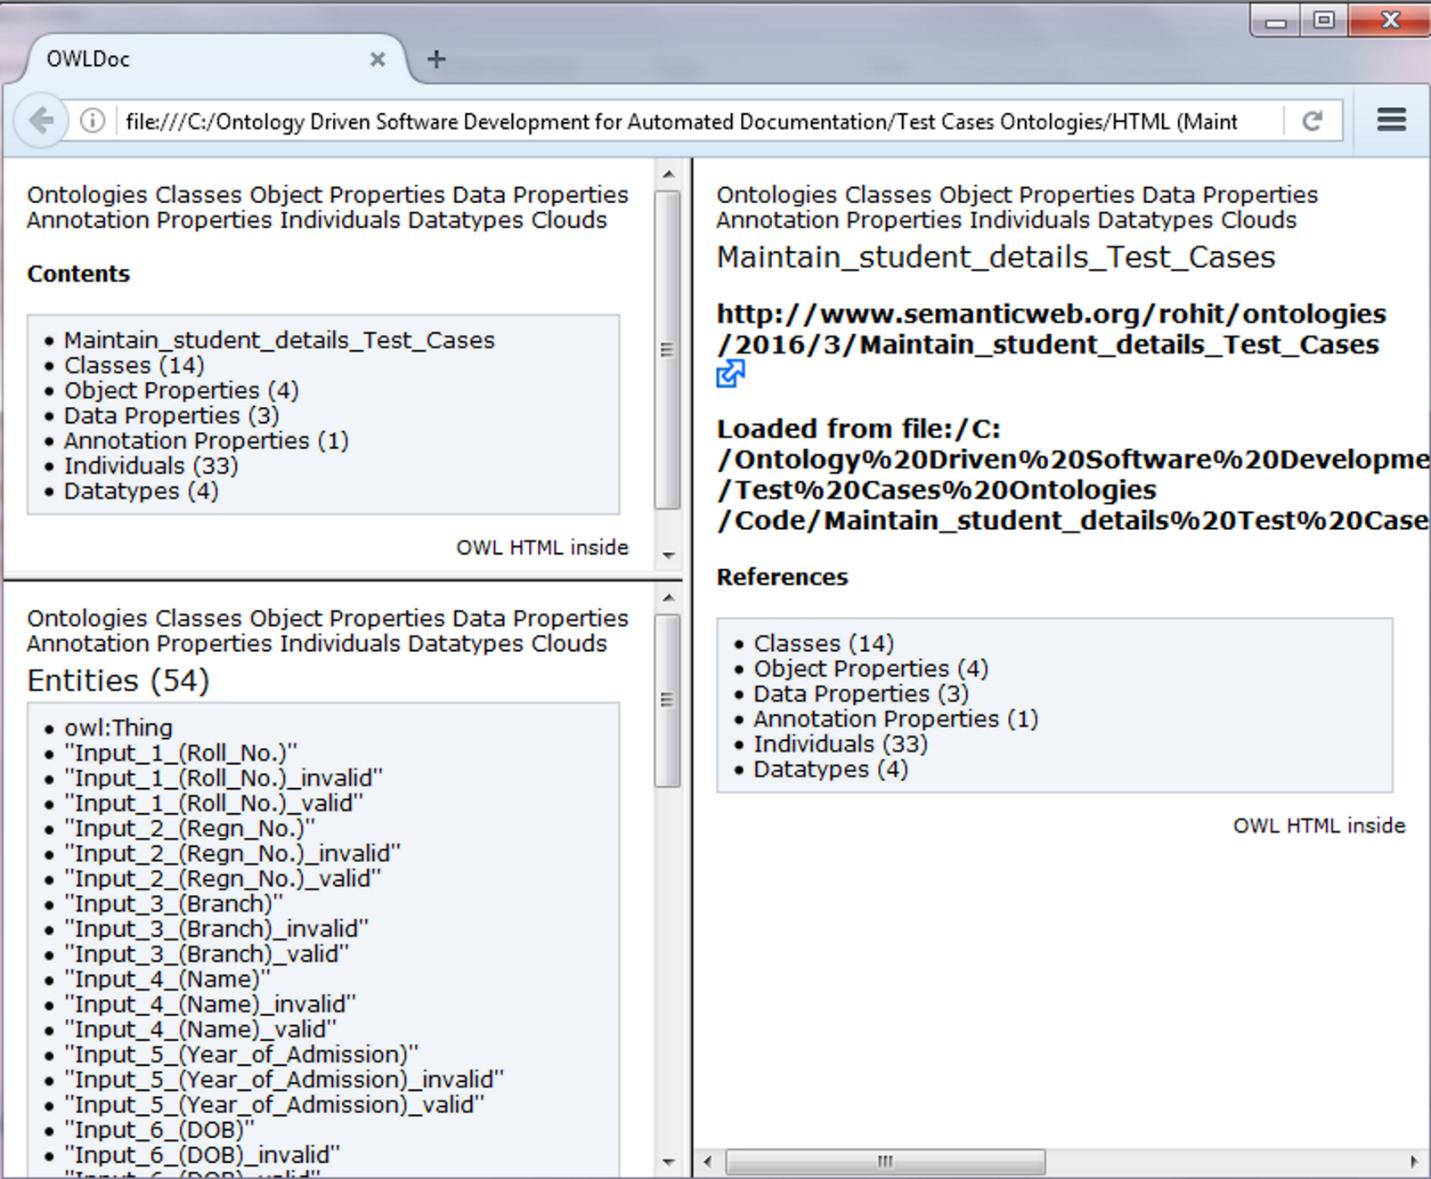 OWLDoc
file:///C:/Ontology Driven Software Development for Automated Documentation/Test Cases Ontologies/HTML (Maint
Ontologies Classes Object Properties Data Properties
Annotation Properties Individuals Datatypes Clouds
Contents
• Maintain_student_details_Test_Cases
• Classes (14)
• Object Properties (4)
• Data Properties (3)
• Annotation Properties (1)
• Individuals (33)
• Datatypes (4)
OWL HTML inside
Ontologies Classes Object Properties Data Properties
Annotation Properties Individuals Datatypes Clouds
Entities (54)
• owl:Thing
• "Input_1_(Roll_No.)"
• "Input_1_(Roll_No.)_invalid"
• "Input_1_(Roll_No.)_valid"
• "Input_2_(Regn_No.)"
• "Input_2_(Regn_No.)_invalid"
• "Input_2_(Regn_No.)_valid"
• "Input_3_(Branch)"
• "Input_3_(Branch)_invalid"
• "Input_3_(Branch)_valid"
• "Input_4_(Name)"
• "Input_4_(Name)_invalid"
• "Input_4_(Name)_valid"
• "Input_5_(Year_of_Admission)"
• "Input_5_(Year_of_Admission)_invalid"
• "Input_5_(Year_of_Admission)_valid"
• "Input_6_(DOB)"
• "Input_6_(DOB)_invalid"
• "Input_6_(DOB)_valid"
Ontologies Classes Object Properties Data Properties
Annotation Properties Individuals Datatypes Clouds
Maintain_student_details_Test_Cases
http://www.semanticweb.org/rohit/ontologies
/2016/3/Maintain_student_details_Test_Cases
Loaded from file:/C:
/Ontology%20Driven%20Software%20Developme
/Test%20Cases%20Ontologies
/Code/Maintain_student_details%20Test%20Case
References
• Classes (14)
• Object Properties (4)
• Data Properties (3)
• Annotation Properties (1)
• Individuals (33)
• Datatypes (4)
OWL HTML inside